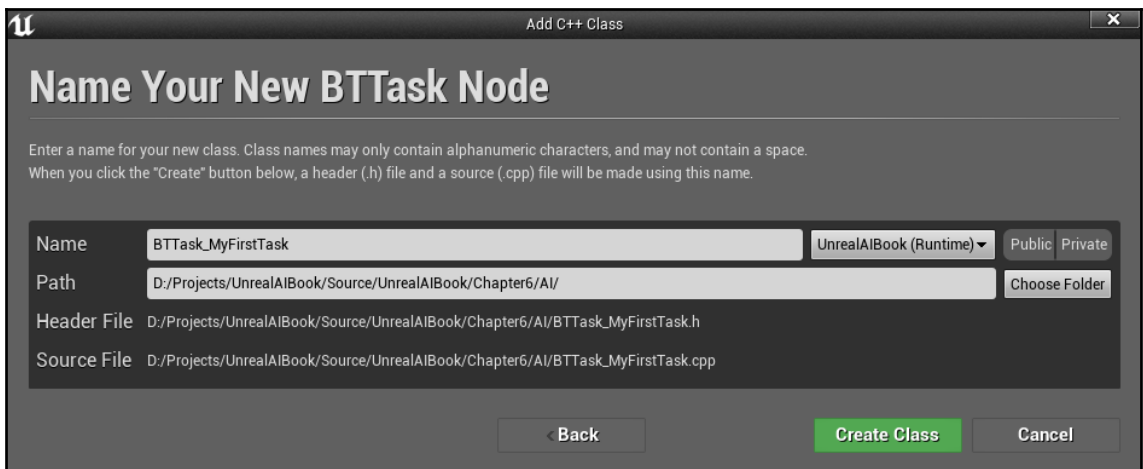 Add C++ Class
Name Your New BTTask Node
Enter a name for your new class. Class names may only contain alphanumeric characters, and may not contain a space.
When you click the "Create" button below, a header (.h) file and a source (.cpp) file will be made using this name.
Name BTTask_MyFirstTask UnrealAIBook (Runtime) Public Private
Path D:/Projects/UnrealAIBook/Source/UnrealAIBook/Chapter6/AI/ Choose Folder
Header File D:/Projects/UnrealAIBook/Source/UnrealAIBook/Chapter6/AI/BTTask_MyFirstTask.h
Source File D:/Projects/UnrealAIBook/Source/UnrealAIBook/Chapter6/AI/BTTask_MyFirstTask.cpp
Back Create Class Cancel